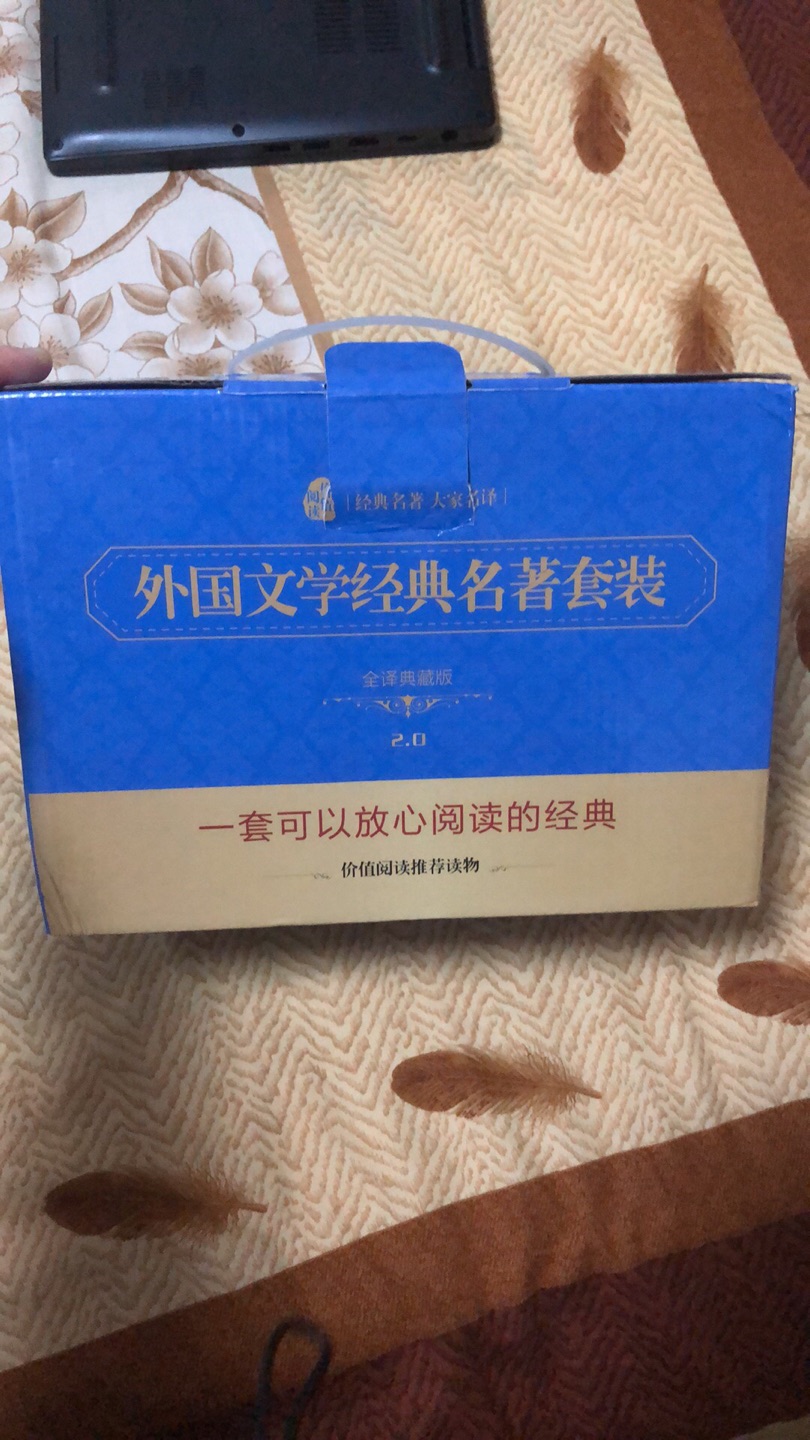 阅读
经典名著 大家名译
外国文学经典名著套装
全译典藏版
2.0
一套可以放心阅读的经典
价值阅读推荐读物